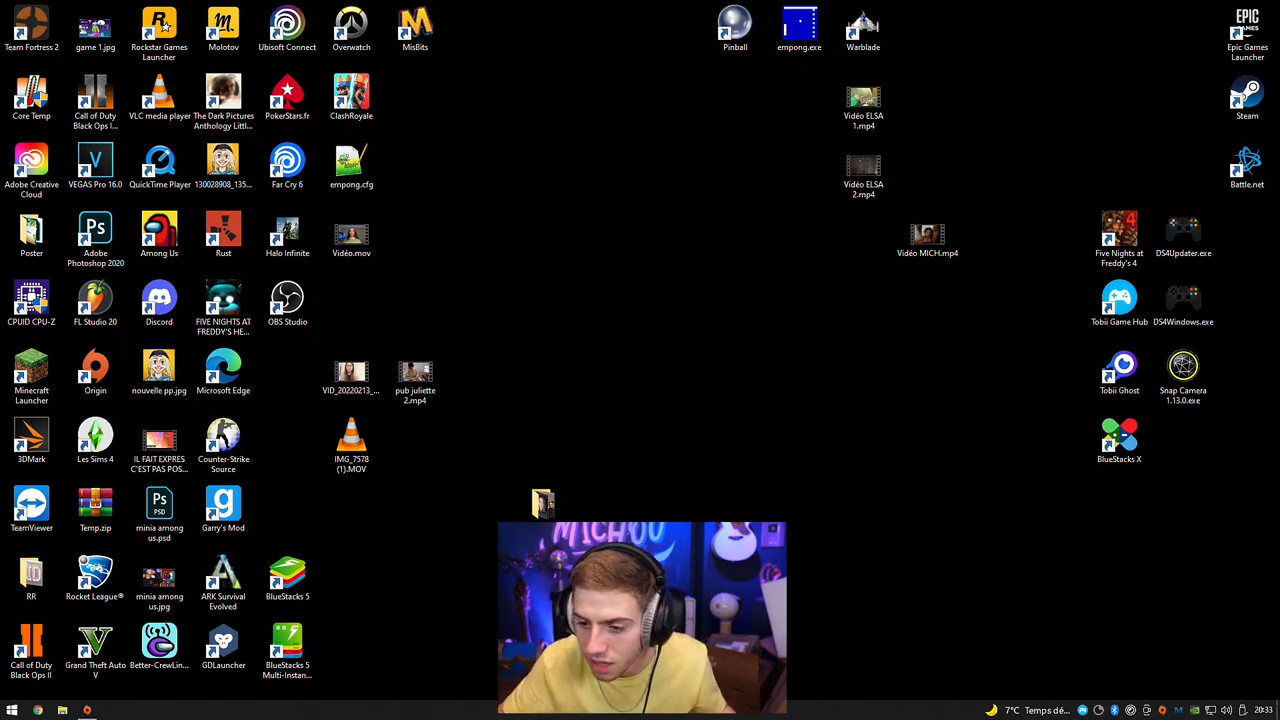 Team Fortress 2
game 1.jpg
Rockstar Games
Launcher
Molotov
Ubisoft Connect
Overwatch
MisBits
Pinball
empong.exe
Warblade
EPIC
GAMES
Epic Games
Launcher
Core Temp
Call of Duty
Black Ops I...
VLC media player
The Dark Pictures
Anthology Littl...
PokerStars.fr
ClashRoyale
Vidéo ELSA
1.mp4
Steam
Adobe Creative
Cloud
VEGAS Pro 16.0
QuickTime Player
130028908_135...
Far Cry 6
empong.cfg
Vidéo ELSA
2.mp4
Battle.net
Poster
Adobe
Photoshop 2020
Among Us
Rust
Halo Infinite
Vidéo.mov
Vidéo MICH.mp4
Five Nights at
Freddy's 4
DS4Updater.exe
CPUID CPU-Z
FL Studio 20
Discord
FIVE NIGHTS AT
FREDDY'S HE...
OBS Studio
Tobii Game Hub
DS4Windows.exe
Minecraft
Launcher
Origin
nouvelle pp.jpg
Microsoft Edge
VID_20220213_...
pub juliette
2.mp4
Tobii Ghost
Snap Camera
1.13.0.exe
3DMark
Les Sims 4
IL FAIT EXPRES
C'EST PAS POS...
Counter-Strike
Source
IMG_7578
(1).MOV
BlueStacks X
TeamViewer
Temp.zip
minia among
us.psd
Garry's Mod
MICHOU
RR
Rocket League®
minia among
us.jpg
ARK Survival
Evolved
BlueStacks 5
Call of Duty
Black Ops II
Grand Theft Auto
V
Better-CrewLin...
GDLauncher
BlueStacks 5
Multi-Instan...
7°C Temps dé...
20:33